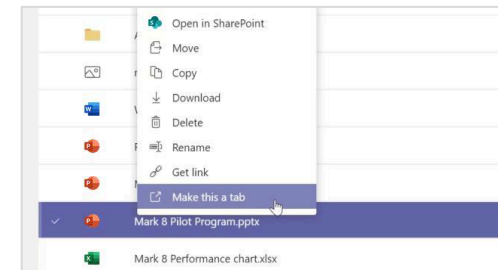 Open in SharePoint
Move
Copy
Download
Delete
Rename
Get link
Make this a tab
Mark 8 Pilot Program.pptx
Mark 8 Performance chart.xlsx